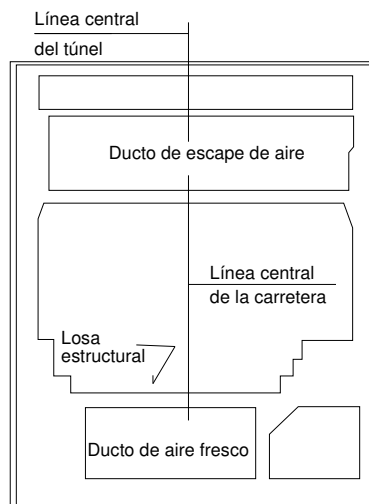 Línea central
del túnel
Ducto de escape de aire
Línea central
de la carretera
Losa
estructural
Ducto de aire fresco